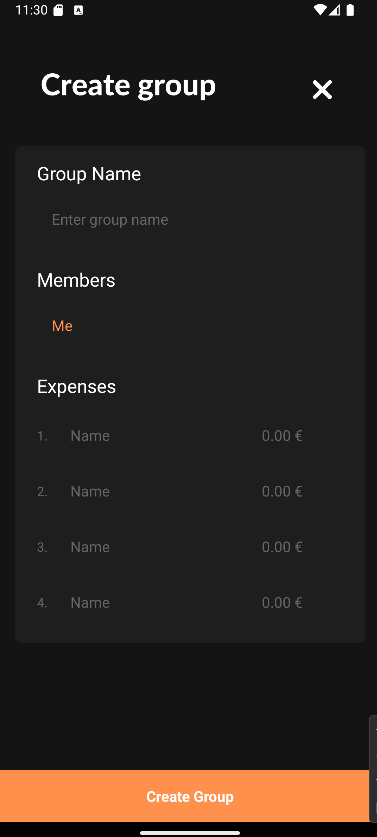 11:30
Create group
Group Name
Enter group name
Members
Me
Expenses
1. Name 0.00 €
2. Name 0.00 €
3. Name 0.00 €
4. Name 0.00 €
Create Group